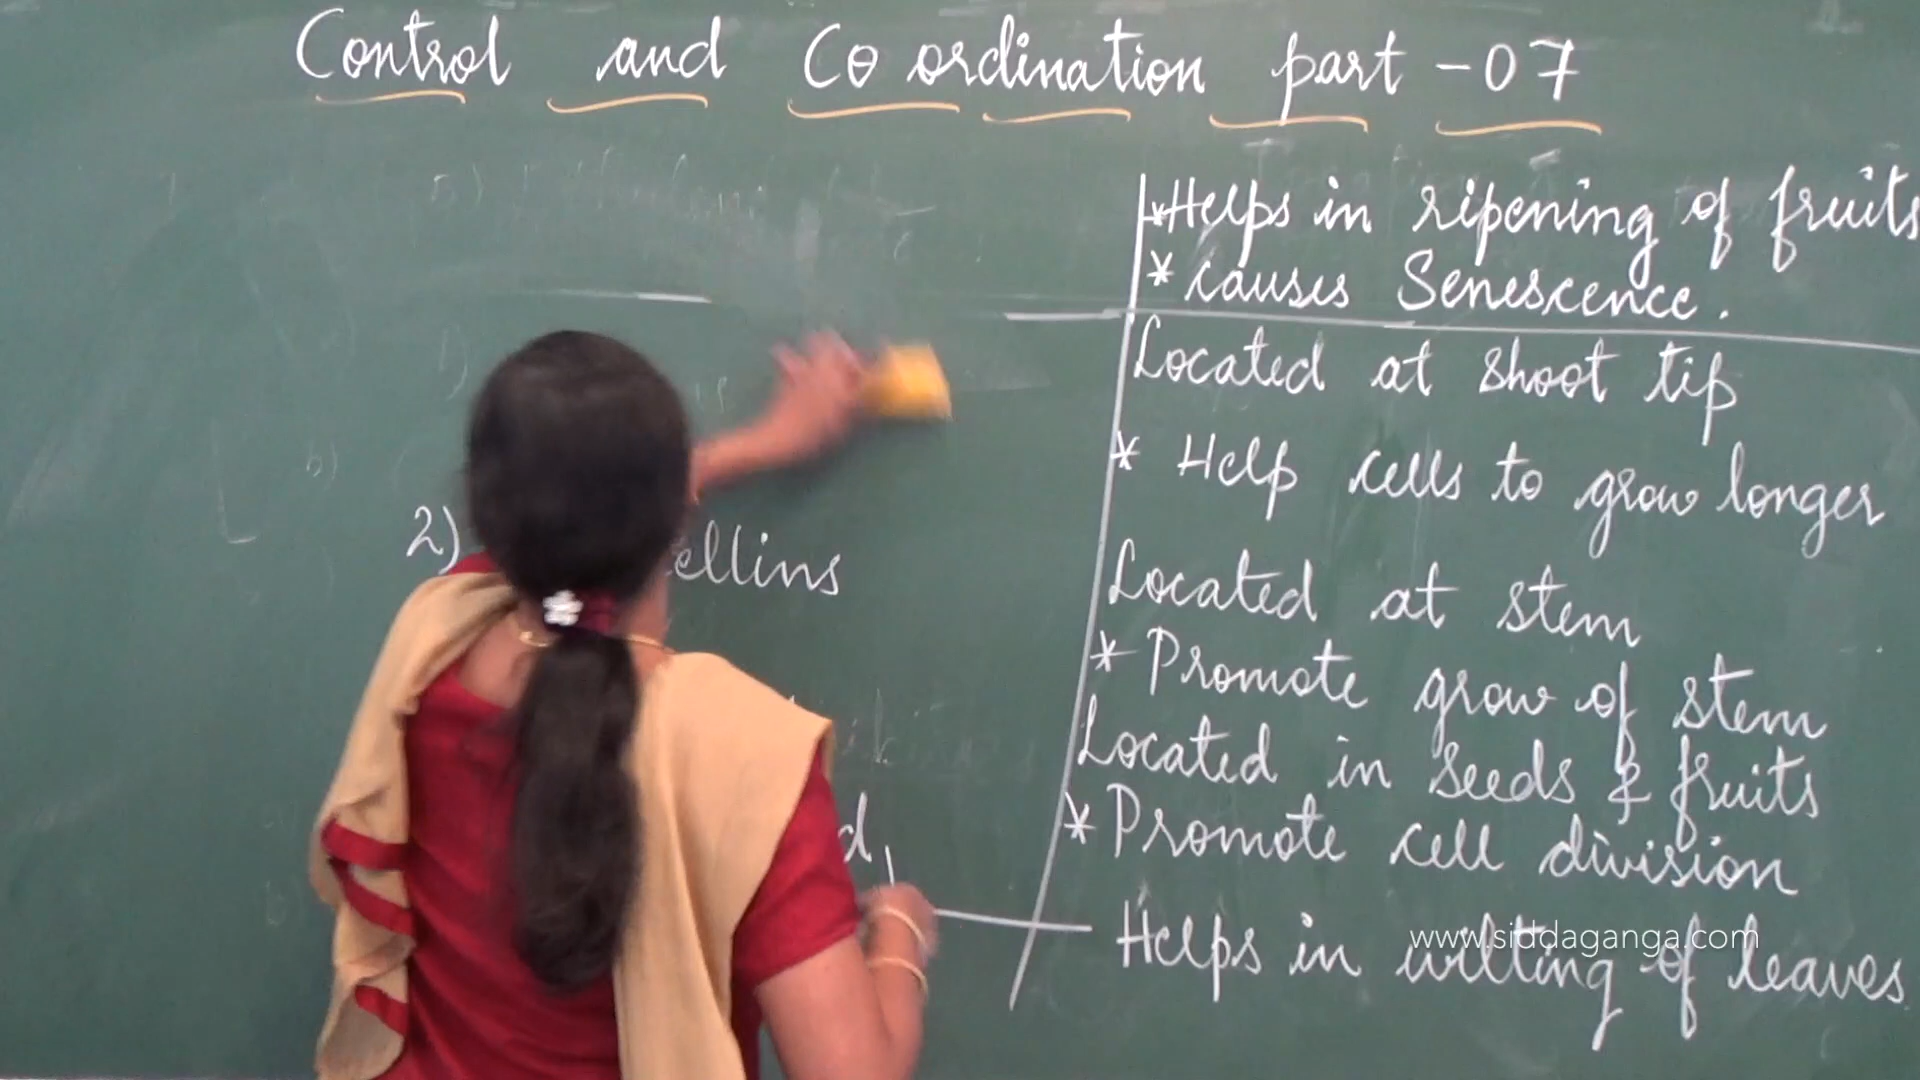 Control and Co ordination part - 07
*Helps in ripening of fruits
* causes Senescence.
Located at shoot tip
* Help cells to grow longer
2) ellins
Located at stem
* Promote grow of stem
Located in seeds & fruits
* Promote cell division
d
Helps in wilting of leaves
www.siddaganga.com